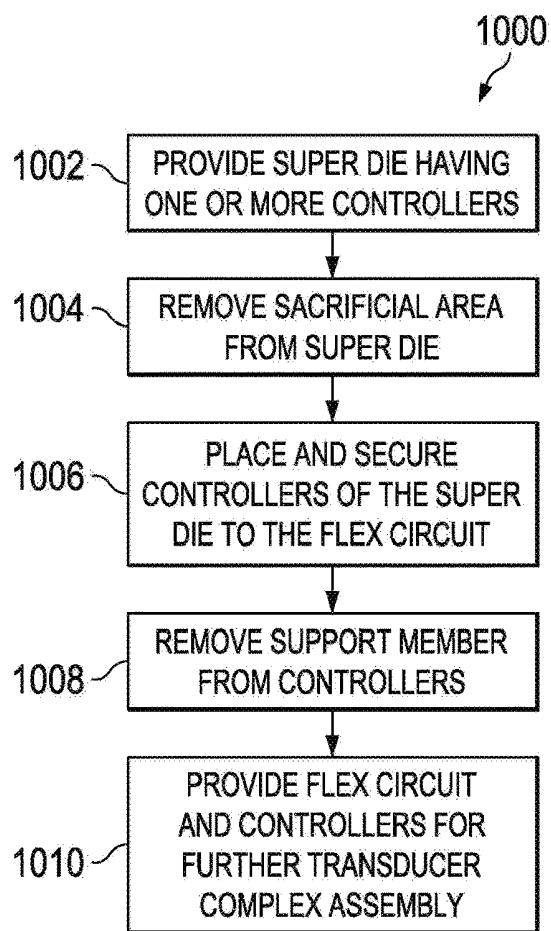 1000
1002
PROVIDE SUPER DIE HAVING
ONE OR MORE CONTROLLERS
1004
REMOVE SACRIFICIAL AREA
FROM SUPER DIE
1006
PLACE AND SECURE
CONTROLLERS OF THE SUPER
DIE TO THE FLEX CIRCUIT
1008
REMOVE SUPPORT MEMBER
FROM CONTROLLERS
1010
PROVIDE FLEX CIRCUIT
AND CONTROLLERS FOR
FURTHER TRANSDUCER
COMPLEX ASSEMBLY